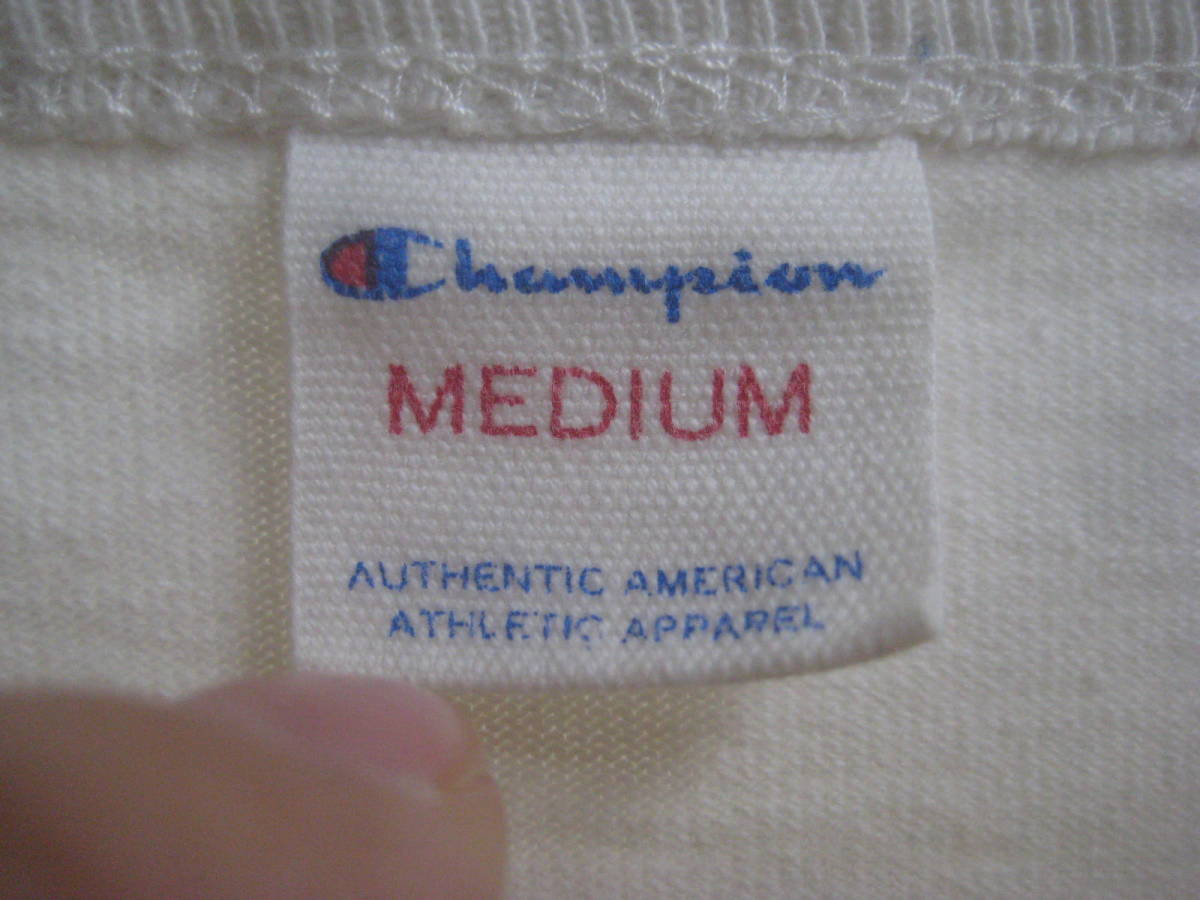 Champion
MEDIUM
AUTHENTIC AMERICAN
ATHLETIC APPAREL